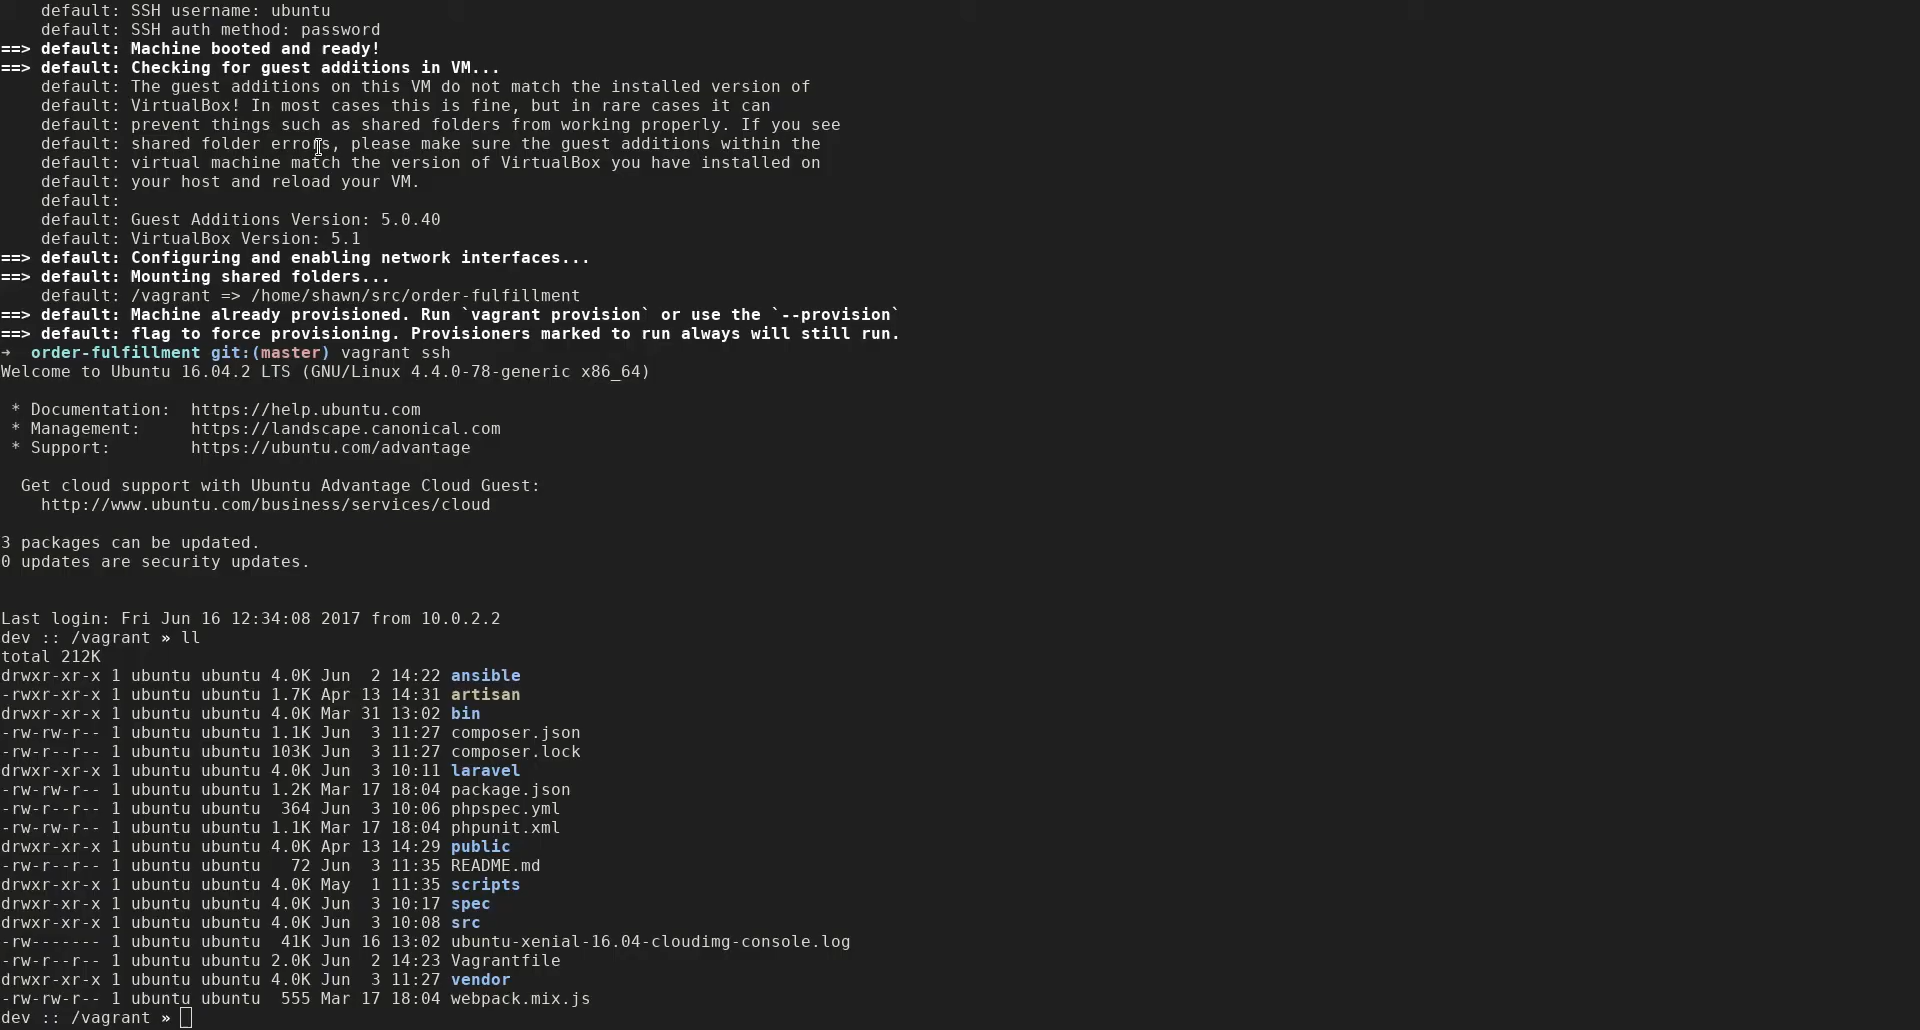 default: SSH username: ubuntu
    default: SSH auth method: password
==> default: Machine booted and ready!
==> default: Checking for guest additions in VM...
    default: The guest additions on this VM do not match the installed version of
    default: VirtualBox! In most cases this is fine, but in rare cases it can
    default: prevent things such as shared folders from working properly. If you see
    default: shared folder errors, please make sure the guest additions within the
    default: virtual machine match the version of VirtualBox you have installed on
    default: your host and reload your VM.
    default:
    default: Guest Additions Version: 5.0.40
    default: VirtualBox Version: 5.1
==> default: Configuring and enabling network interfaces...
==> default: Mounting shared folders...
    default: /vagrant => /home/shawn/src/order-fulfillment
==> default: Machine already provisioned. Run `vagrant provision` or use the `--provision`
==> default: flag to force provisioning. Provisioners marked to run always will still run.
➜  order-fulfillment git:(master) vagrant ssh
Welcome to Ubuntu 16.04.2 LTS (GNU/Linux 4.4.0-78-generic x86_64)

 * Documentation:  https://help.ubuntu.com
 * Management:     https://landscape.canonical.com
 * Support:        https://ubuntu.com/advantage

  Get cloud support with Ubuntu Advantage Cloud Guest:
    http://www.ubuntu.com/business/services/cloud

3 packages can be updated.
0 updates are security updates.


Last login: Fri Jun 16 12:34:08 2017 from 10.0.2.2
dev :: /vagrant » ll
total 212K
drwxr-xr-x 1 ubuntu ubuntu 4.0K Jun  2 14:22 ansible
-rwxr-xr-x 1 ubuntu ubuntu 1.7K Apr 13 14:31 artisan
drwxr-xr-x 1 ubuntu ubuntu 4.0K Mar 31 13:02 bin
-rw-rw-r-- 1 ubuntu ubuntu 1.1K Jun  3 11:27 composer.json
-rw-r--r-- 1 ubuntu ubuntu 103K Jun  3 11:27 composer.lock
drwxr-xr-x 1 ubuntu ubuntu 4.0K Jun  3 10:11 laravel
-rw-rw-r-- 1 ubuntu ubuntu 1.2K Mar 17 18:04 package.json
-rw-r--r-- 1 ubuntu ubuntu  364 Jun  3 10:06 phpspec.yml
-rw-rw-r-- 1 ubuntu ubuntu 1.1K Mar 17 18:04 phpunit.xml
drwxr-xr-x 1 ubuntu ubuntu 4.0K Apr 13 14:29 public
-rw-r--r-- 1 ubuntu ubuntu   72 Jun  3 11:35 README.md
drwxr-xr-x 1 ubuntu ubuntu 4.0K May  1 11:35 scripts
drwxr-xr-x 1 ubuntu ubuntu 4.0K Jun  3 10:17 spec
drwxr-xr-x 1 ubuntu ubuntu 4.0K Jun  3 10:08 src
-rw------- 1 ubuntu ubuntu  41K Jun 16 13:02 ubuntu-xenial-16.04-cloudimg-console.log
-rw-r--r-- 1 ubuntu ubuntu 2.0K Jun  2 14:23 Vagrantfile
drwxr-xr-x 1 ubuntu ubuntu 4.0K Jun  3 11:27 vendor
-rw-rw-r-- 1 ubuntu ubuntu  555 Mar 17 18:04 webpack.mix.js
dev :: /vagrant »